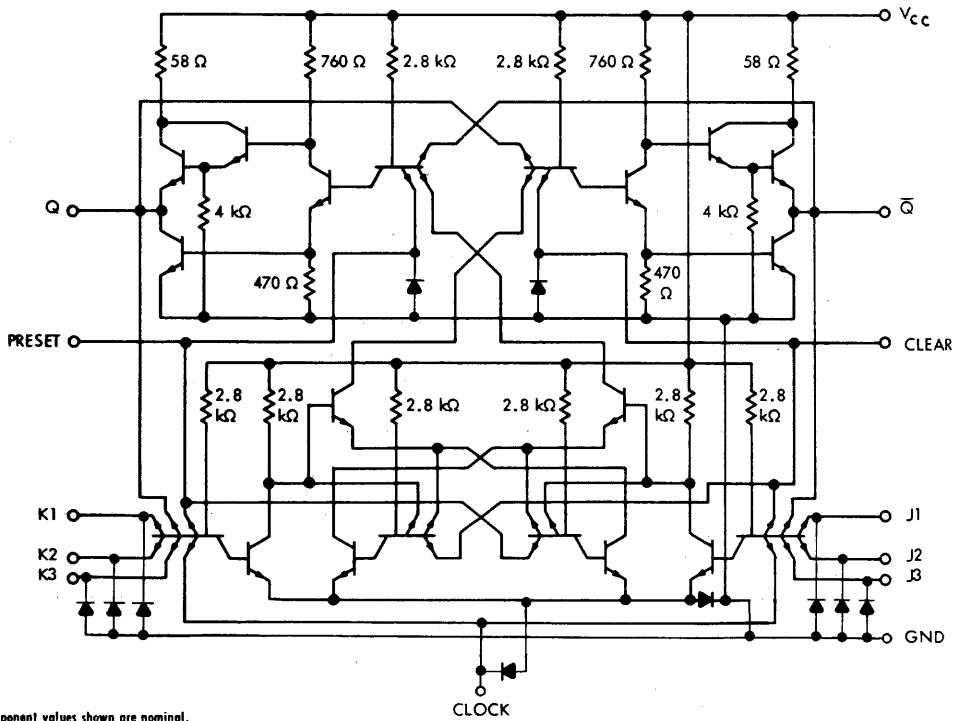 V_CC
58 Ω
760 Ω
2.8 kΩ
2.8 kΩ
760 Ω
58 Ω
Q
4 kΩ
4 kΩ
Q̅
470 Ω
470
Ω
PRESET
CLEAR
2.8
kΩ
2.8
kΩ
2.8 kΩ
2.8 kΩ
2.8
kΩ
2.8
kΩ
K1
J1
K2
J2
K3
J3
GND
CLOCK
ponent values shown are nominal.